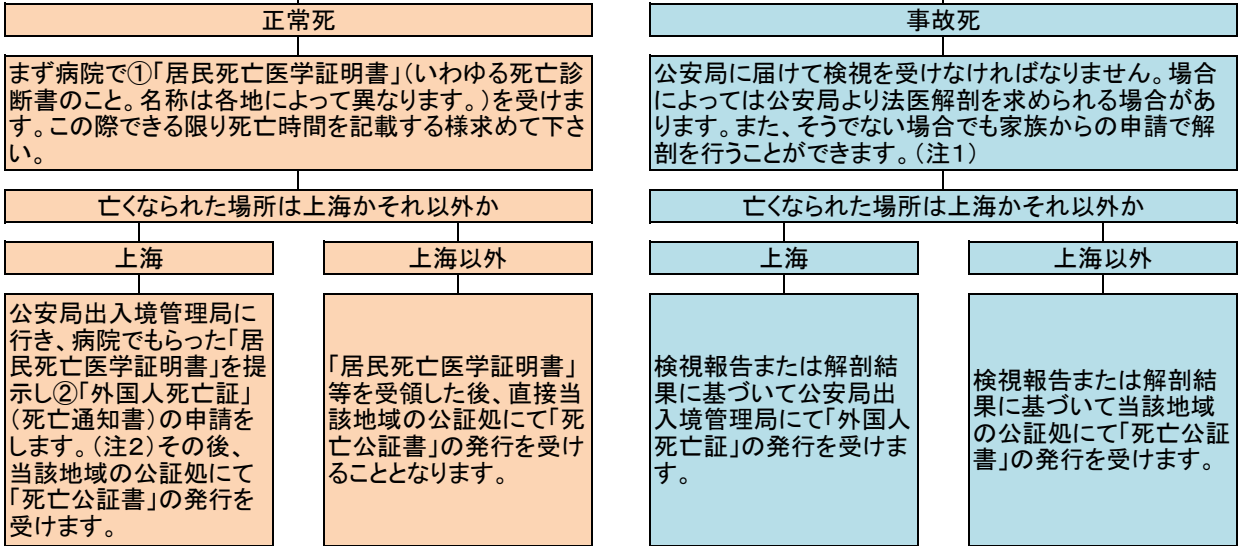 正常死
まず病院で①「居民死亡医学証明書」(いわゆる死亡診
断書のこと。名称は各地によって異なります。)を受けま
す。この際できる限り死亡時間を記載する様求めて下さ
い。
亡くなられた場所は上海かそれ以外か
上海
公安局出入境管理局に
行き、病院でもらった「居
民死亡医学証明書」を提
示し②「外国人死亡証」
(死亡通知書)の申請を
します。(注2)その後、
当該地域の公証処にて
「死亡公証書」の発行を
受けます。
上海以外
「居民死亡医学証明書」
等を受領した後、直接当
該地域の公証処にて「死
亡公証書」の発行を受け
ることとなります。
事故死
公安局に届けて検視を受けなければなりません。場合
によっては公安局より法医解剖を求められる場合があ
ります。また、そうでない場合でも家族からの申請で解
剖を行うことができます。(注1)
亡くなられた場所は上海かそれ以外か
上海
検視報告または解剖結
果に基づいて公安局出
入境管理局にて「外国人
死亡証」の発行を受けま
す。
上海以外
検視報告または解剖結
果に基づいて当該地域
の公証処にて「死亡公証
書」の発行を受けます。